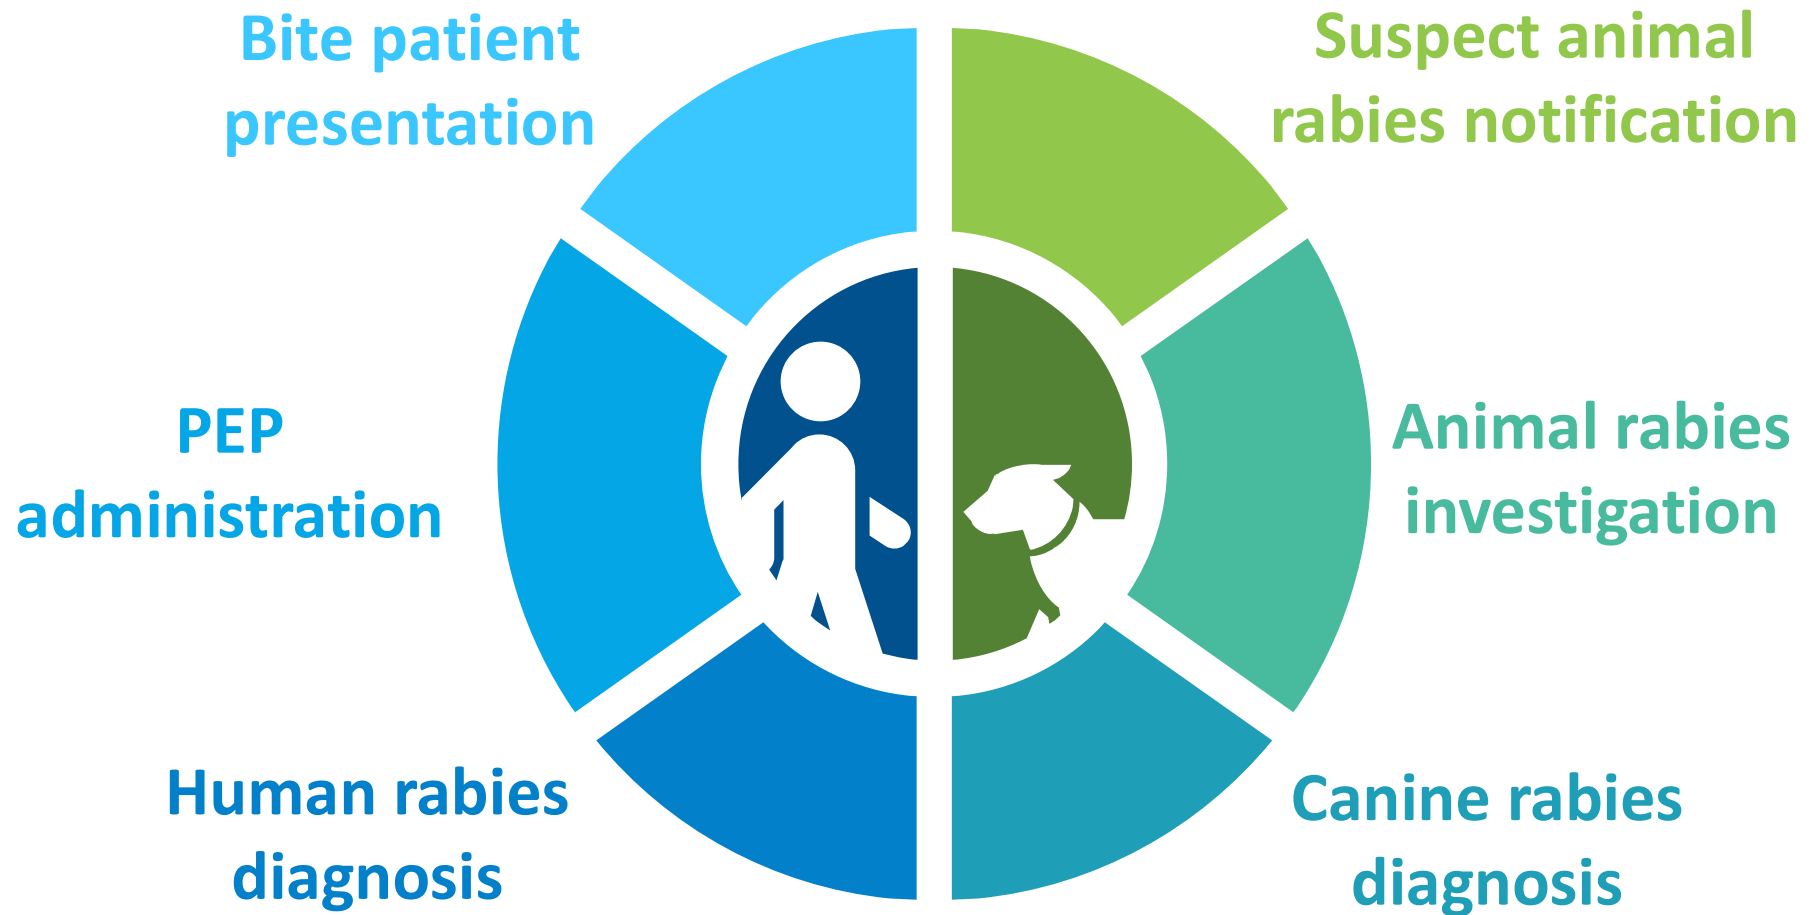 Bite patient
presentation
Suspect animal
rabies notification
PEP
administration
Animal rabies
investigation
Human rabies
diagnosis
Canine rabies
diagnosis